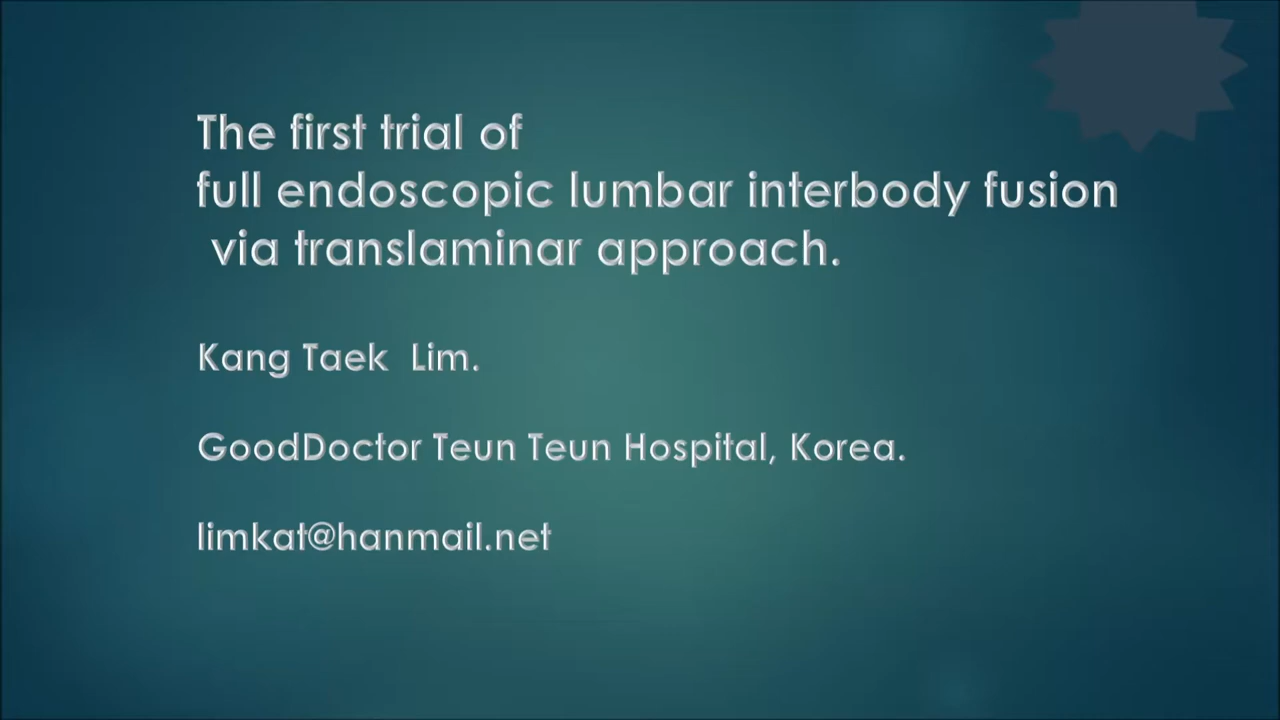 The first trial of
full endoscopic lumbar interbody fusion
via translaminar approach.
Kang Taek Lim.
GoodDoctor Teun Teun Hospital, Korea.
limkat@hanmail.net